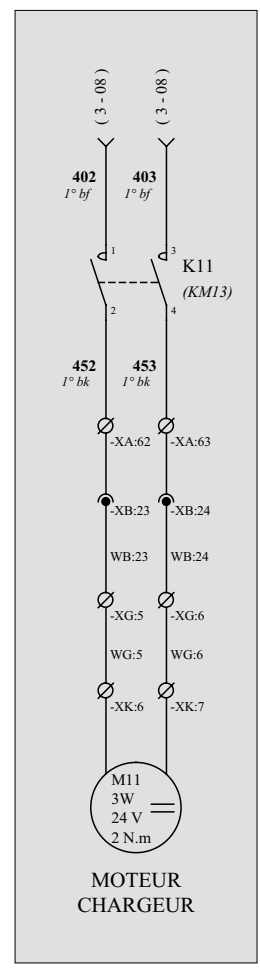 ( 3 - 08 ) ( 3 - 08 )
402 403
1° bf 1° bf
1 3
K11
(KM13)
2 4
452 453
1° bk 1° bk
-XA:62 -XA:63
-XB:23 -XB:24
WB:23 WB:24
-XG:5 -XG:6
WG:5 WG:6
-XK:6 -XK:7
M11
3W
24 V
2 N.m
MOTEUR
CHARGEUR